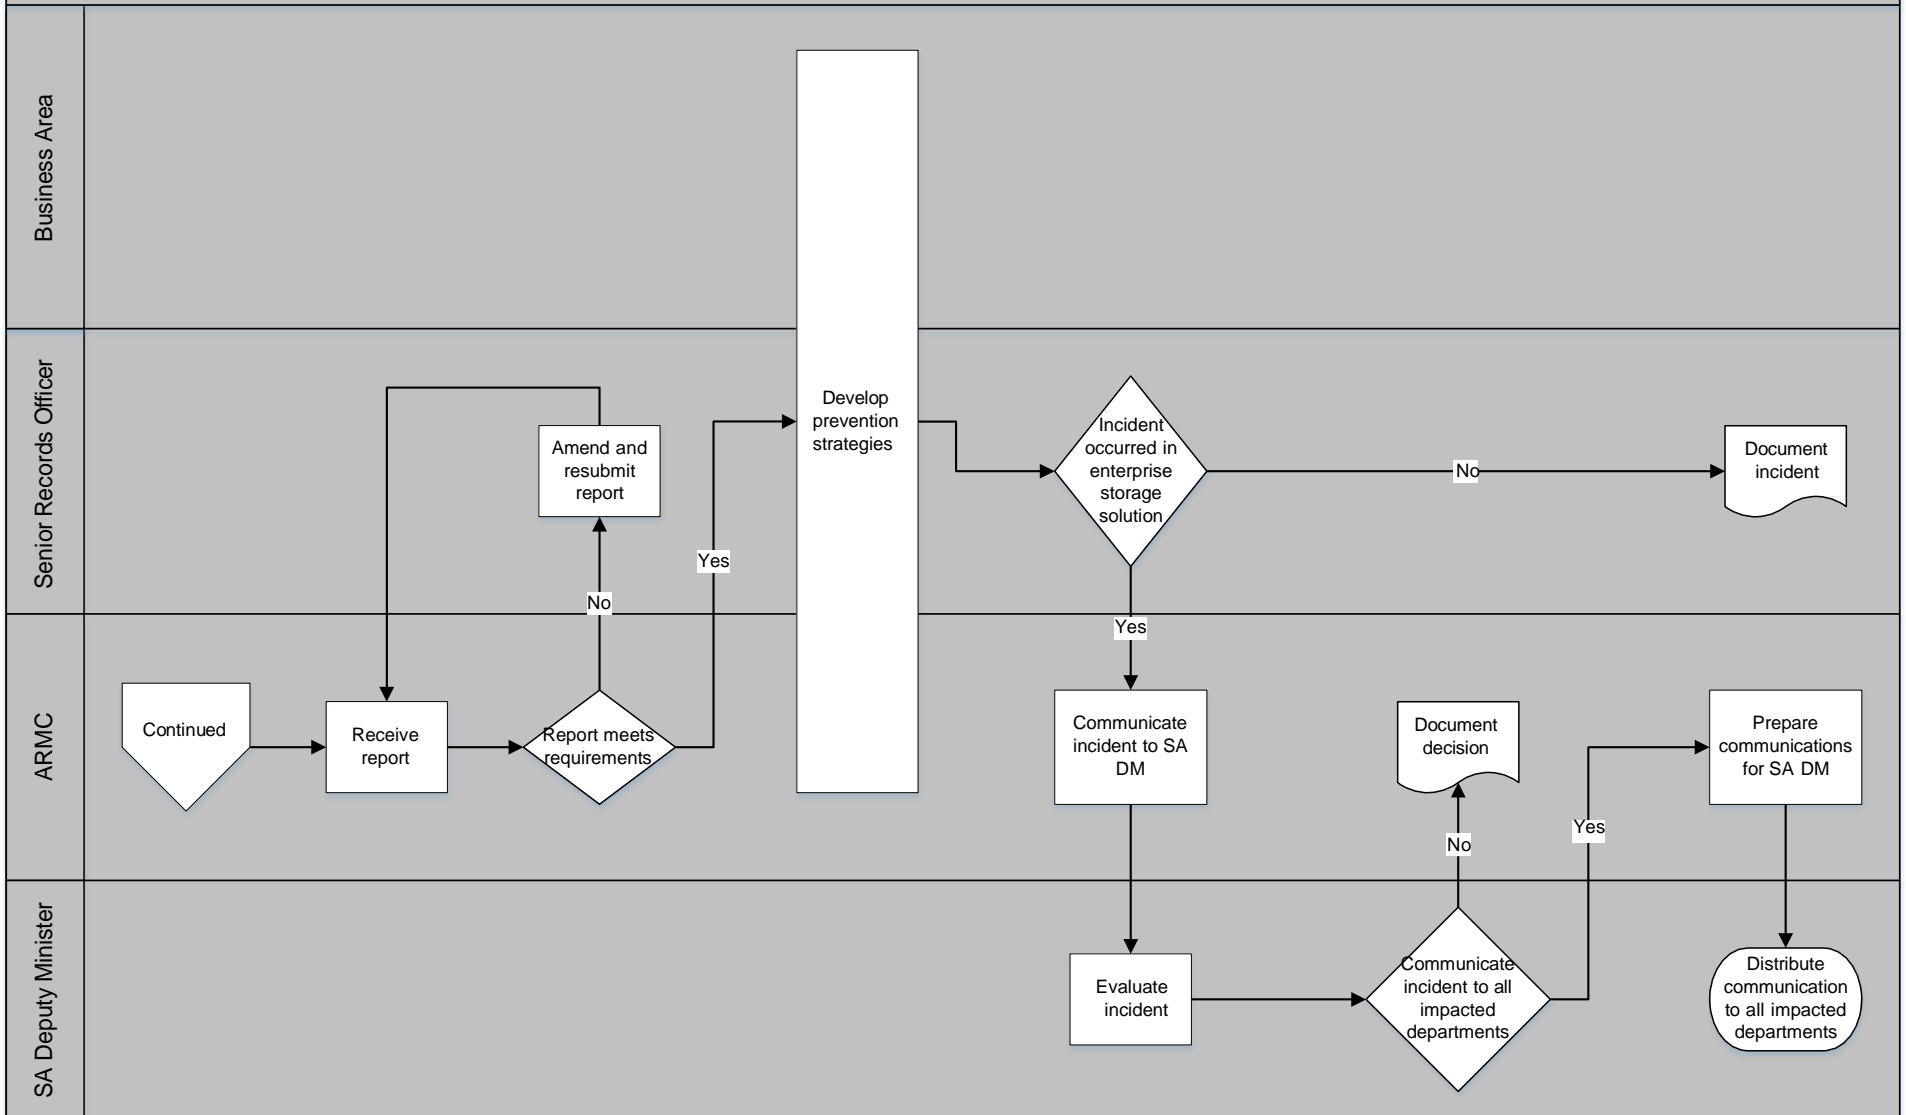 Business Area
Senior Records Officer
ARMC
SA Deputy Minister
Continued
Receive
report
Report meets
requirements
No
Amend and
resubmit
report
Yes
Develop
prevention
strategies
Incident
occurred in
enterprise
storage
solution
No
Document
incident
Yes
Communicate
incident to SA
DM
Evaluate
incident
Communicate
incident to all
impacted
departments
No
Document
decision
Yes
Prepare
communications
for SA DM
Distribute
communication
to all impacted
departments